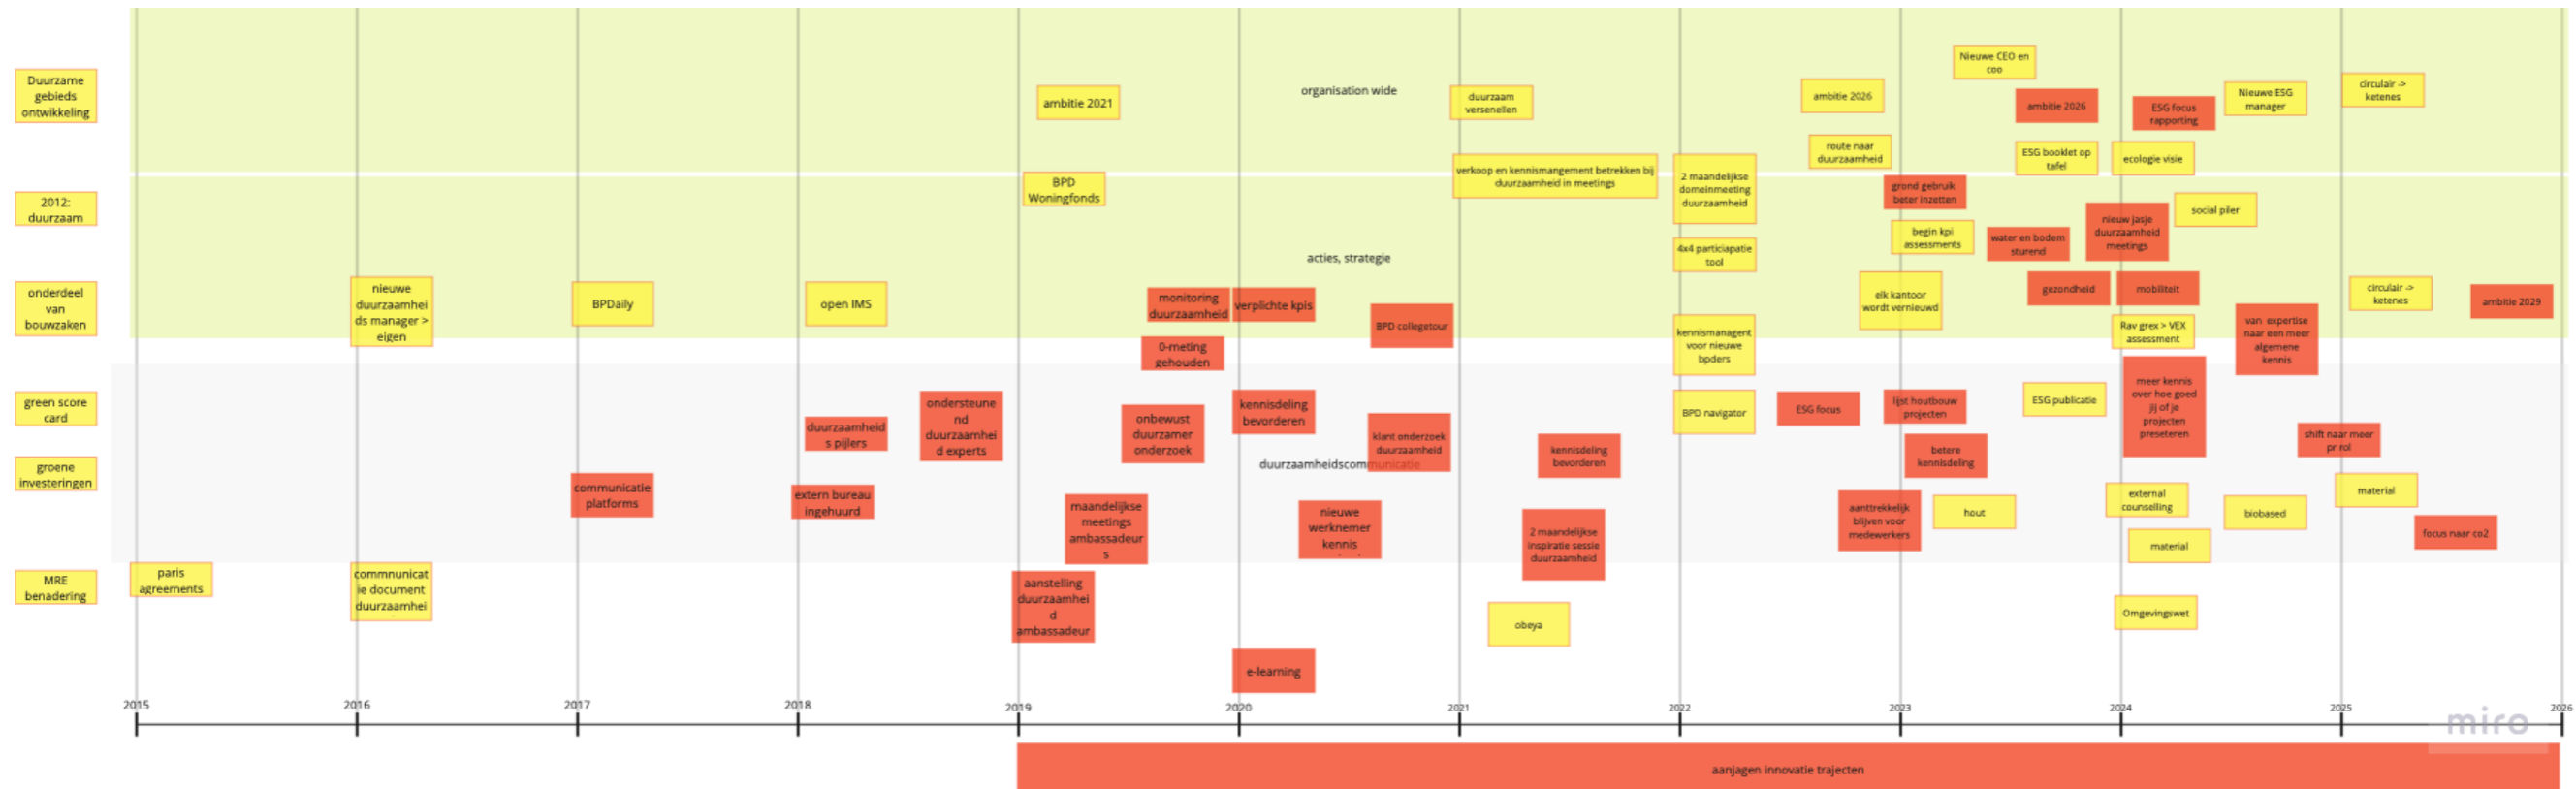 Duurzame
gebieds
ontwikkeling
2012:
duurzaam
onderdeel
van
bouwzaken
green score
card
groene
investeringen
MRE
benadering
paris
agreements
nieuwe
duurzaamhei
ds manager >
eigen
commnunicat
ie document
duurzaamhei
BPDaily
communicatie
platforms
open IMS
duurzaamheid
s pijlers
extern bureau
ingehuurd
ondersteune
nd
duurzaamhei
d experts
ambitie 2021
BPD
Woningfonds
monitoring
duurzaamheid
0-meting
gehouden
onbewust
duurzamer
onderzoek
maandelijkse
meetings
ambassadeur
s
aanstelling
duurzaamhei
d
ambassadeur
organisation wide
acties, strategie
verplichte kpis
BPD collegetour
kennisdeling
bevorderen
klant onderzoek
duurzaamheid
duurzaamheidscommunicatie
nieuwe
werknemer
kennis
e-learning
duurzaam
versenellen
verkoop en kennismangement betrekken bij
duurzaamheid in meetings
kennisdeling
bevorderen
2 maandelijkse
inspiratie sessie
duurzaamheid
obeya
2 maandelijkse
domeinmeeting
duurzaamheid
4x4 particiapatie
tool
kennismanagent
voor nieuwe
bpders
BPD navigator
ambitie 2026
route naar
duurzaamheid
elk kantoor
wordt vernieuwd
ESG focus
aanttrekkelijk
blijven voor
medewerkers
Nieuwe CEO en
coo
ambitie 2026
ESG booklet op
tafel
grond gebruik
beter inzetten
begin kpi
assessments
water en bodem
sturend
gezondheid
lijst houtbouw
projecten
betere
kennisdeling
hout
ESG publicatie
ESG focus
rapporting
Nieuwe ESG
manager
ecologie visie
social piler
nieuw jasje
duurzaamheid
meetings
mobiliteit
Rav grex > VEX
assessment
van expertise
naar een meer
algemene
kennis
meer kennis
over hoe goed
jij of je
projecten
preseteren
shift naar meer
pr rol
external
counselling
biobased
material
Omgevingswet
circulair ->
ketenes
circulair ->
ketenes
ambitie 2029
material
focus naar co2
2015
2016
2017
2018
2019
2020
2021
2022
2023
2024
2025
2026
miro
aanjagen innovatie trajecten